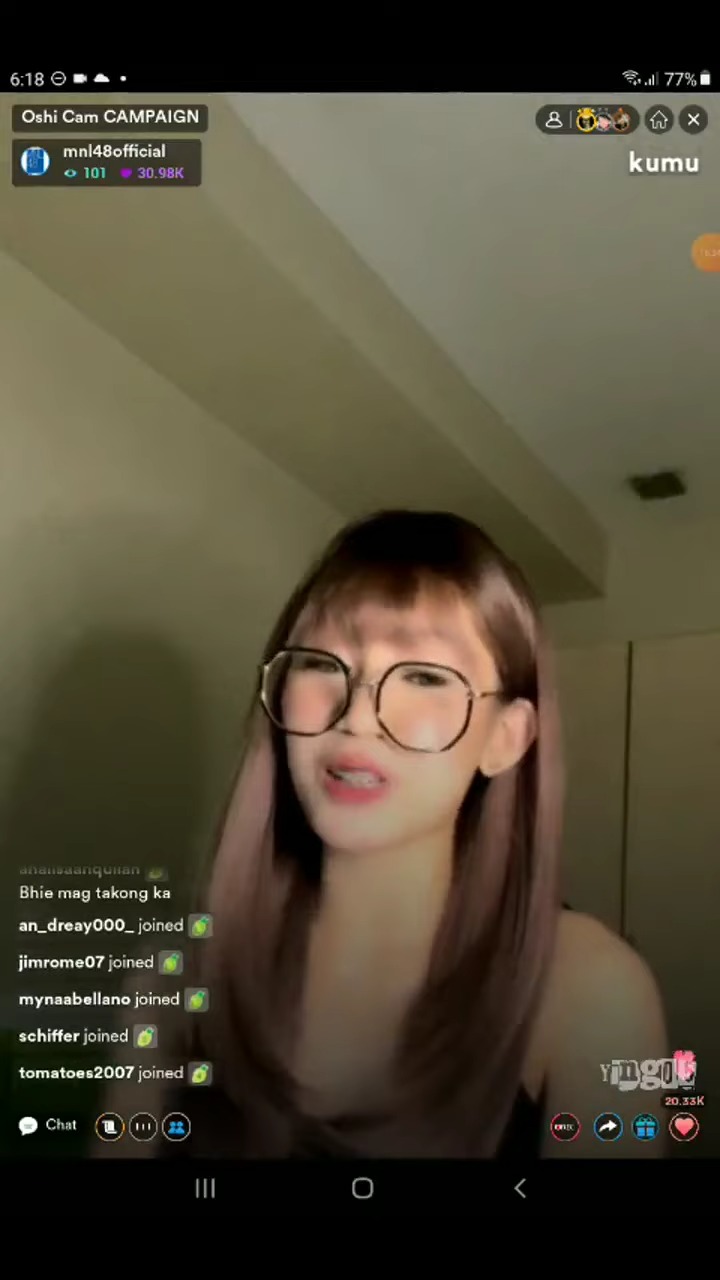 6:18
77%
Oshi Cam CAMPAIGN
mnl48official
101 30.98K
kumu
Bhie mag takong ka
an_dreay000_ joined
jimrome07 joined
mynaabellano joined
schiffer joined
tomatoes2007 joined
20.33K
Chat